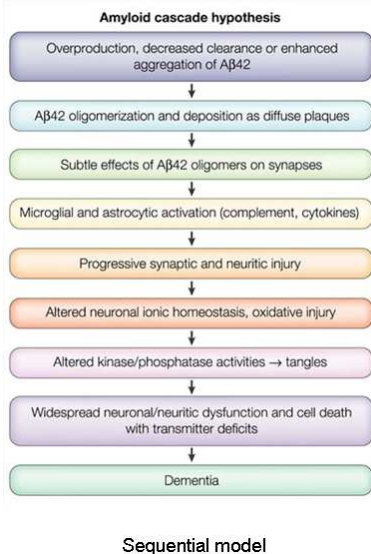 Amyloid cascade hypothesis
Overproduction, decreased clearance or enhanced
aggregation of Aβ42
Aβ42 oligomerization and deposition as diffuse plaques
Subtle effects of Aβ42 oligomers on synapses
Microglial and astrocytic activation (complement, cytokines)
Progressive synaptic and neuritic injury
Altered neuronal ionic homeostasis, oxidative injury
Altered kinase/phosphatase activities → tangles
Widespread neuronal/neuritic dysfunction and cell death
with transmitter deficits
Dementia
Sequential model